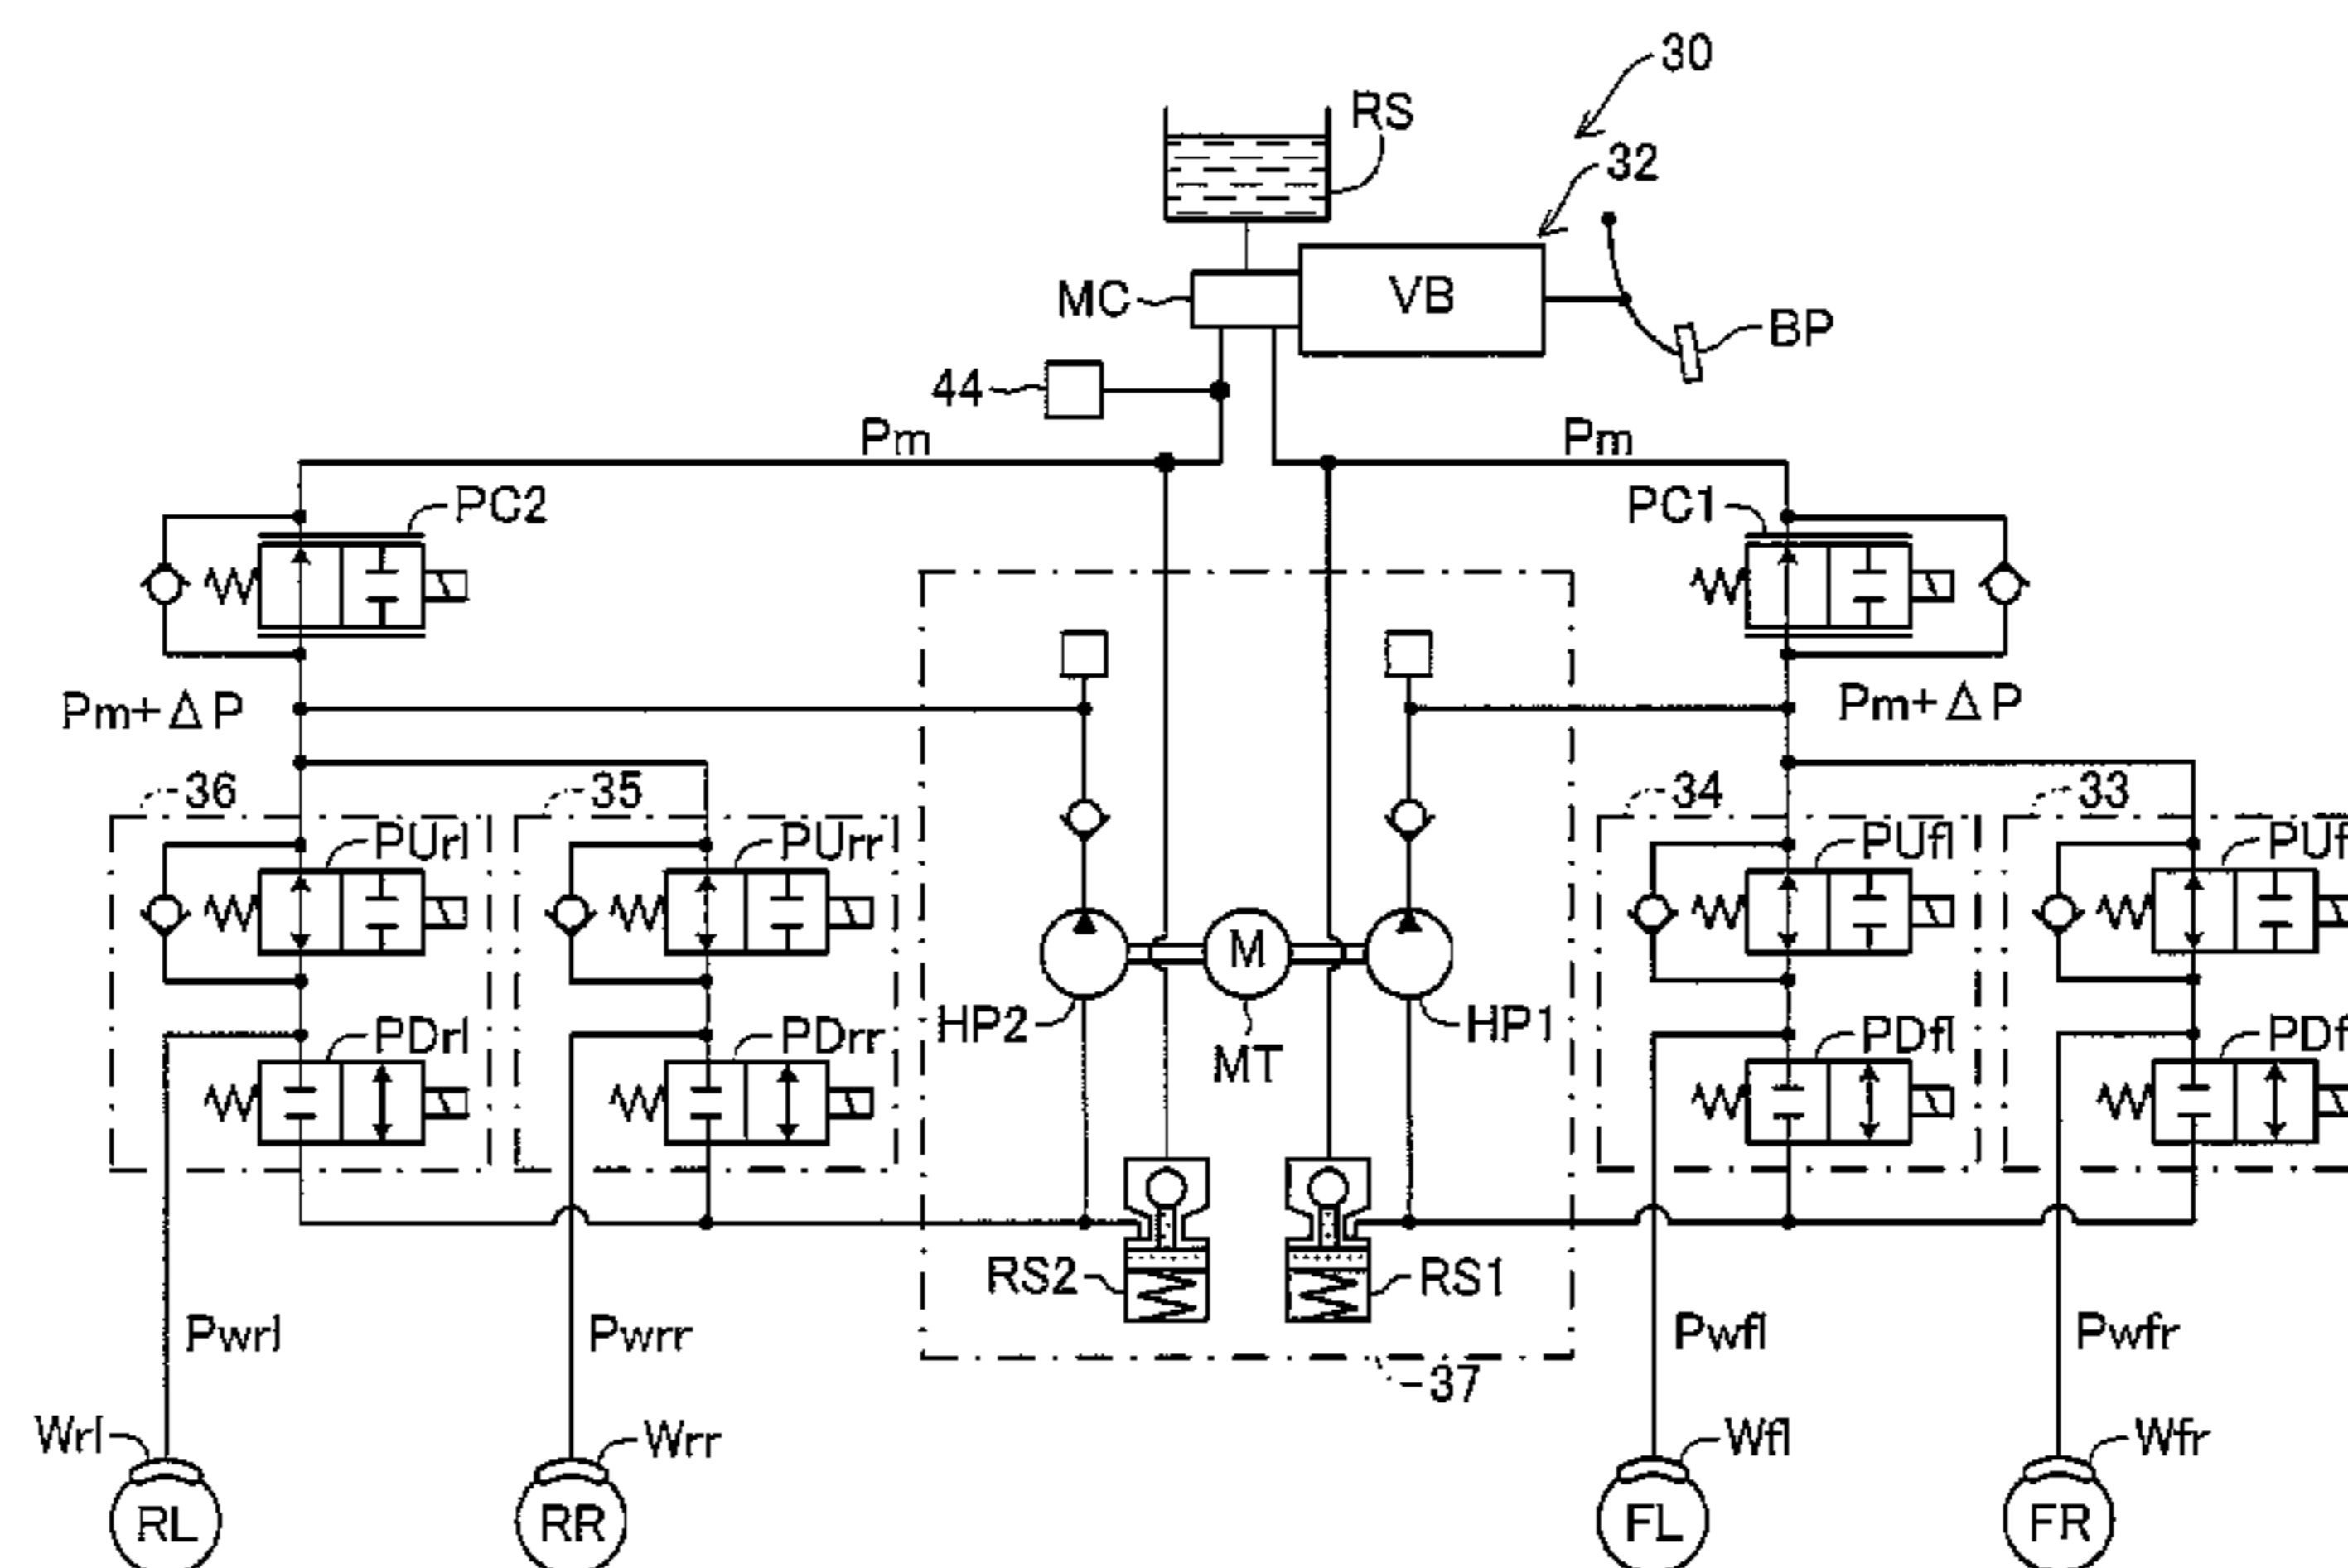 30
RS
32
MC
VB
BP
44
Pm
Pm
PC2
PC1
Pm+ΔP
Pm+ΔP
36
35
34
33
PUrl
PUrr
PUfl
HP2
M
HP1
MT
PDrl
PDrr
PDfl
RS2
RS1
Pwrl
Pwrr
Pwfl
Pwfr
37
Wrl
Wrr
Wfl
Wfr
RL
RR
FL
FR